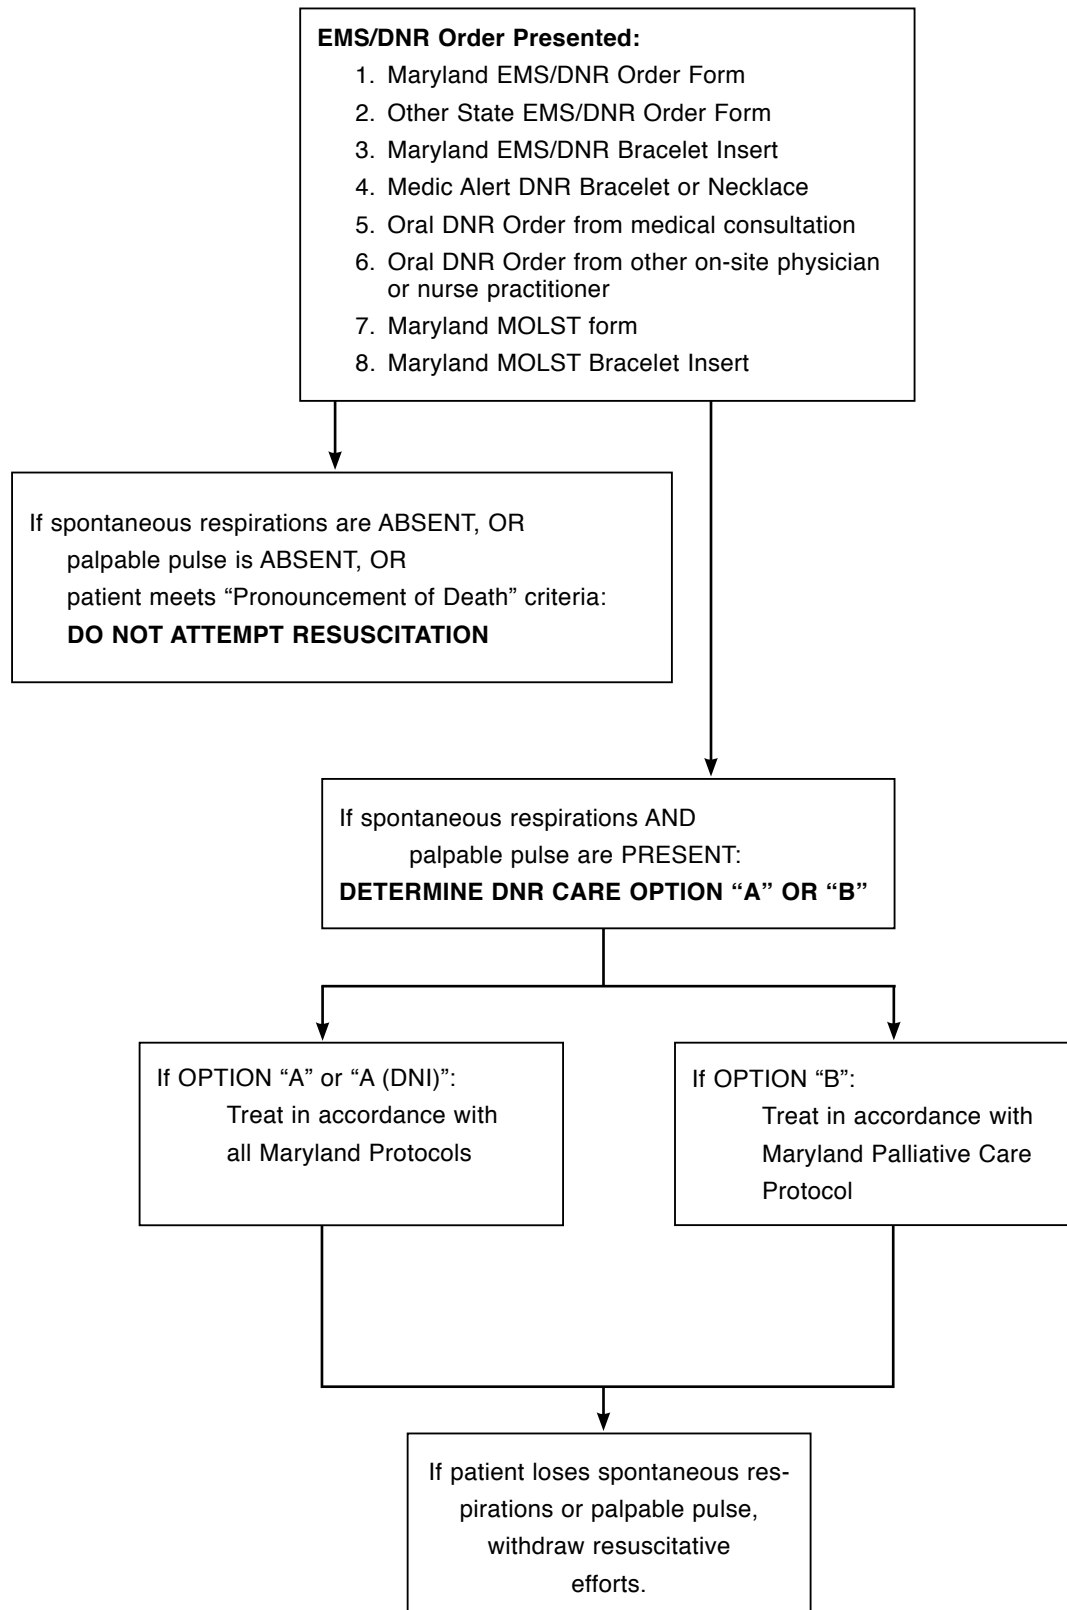 EMS/DNR Order Presented:
1. Maryland EMS/DNR Order Form
2. Other State EMS/DNR Order Form
3. Maryland EMS/DNR Bracelet Insert
4. Medic Alert DNR Bracelet or Necklace
5. Oral DNR Order from medical consultation
6. Oral DNR Order from other on-site physician
or nurse practitioner
7. Maryland MOLST form
8. Maryland MOLST Bracelet Insert
If spontaneous respirations are ABSENT, OR
palpable pulse is ABSENT, OR
patient meets “Pronouncement of Death” criteria:
DO NOT ATTEMPT RESUSCITATION
If spontaneous respirations AND
palpable pulse are PRESENT:
DETERMINE DNR CARE OPTION “A” OR “B”
If OPTION “A” or “A (DNI)”:
Treat in accordance with
all Maryland Protocols
If OPTION “B”:
Treat in accordance with
Maryland Palliative Care
Protocol
If patient loses spontaneous res-
pirations or palpable pulse,
withdraw resuscitative
efforts.